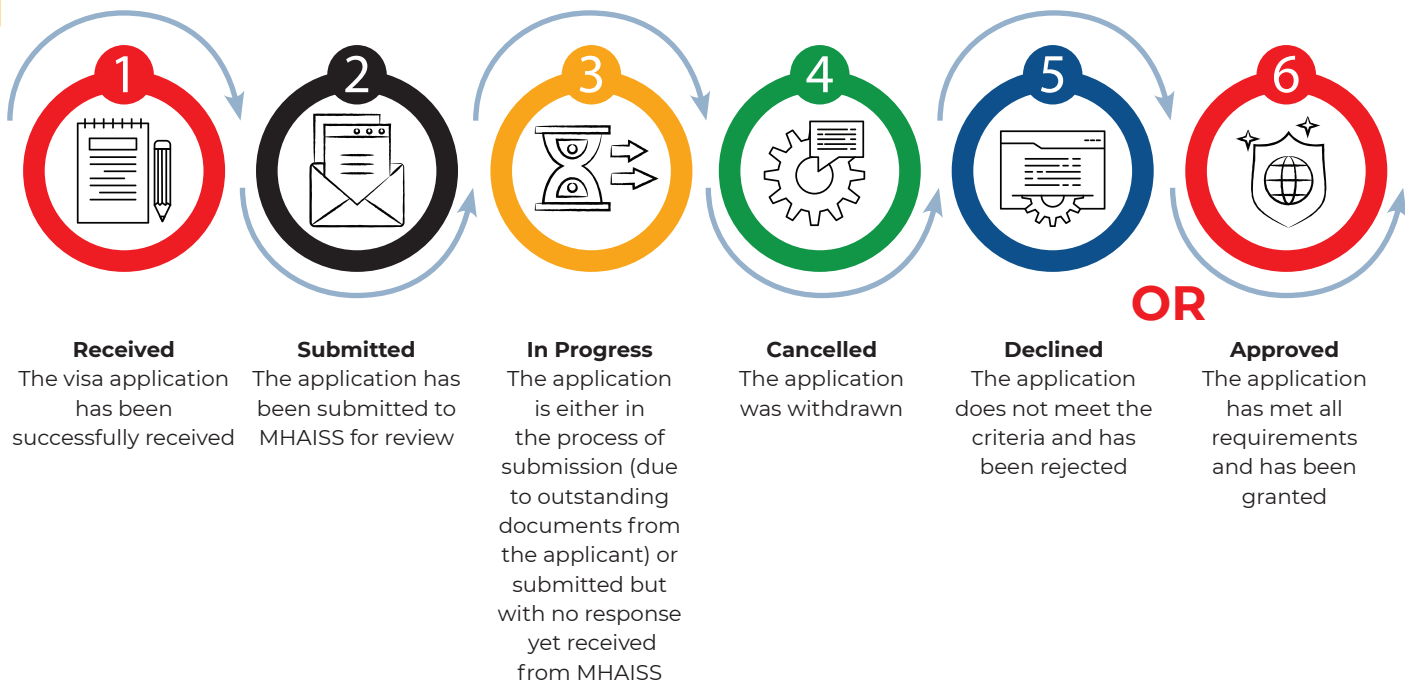 1
2
3
4
5
6
OR
Received
The visa application
has been
successfully received
Submitted
The application has
been submitted to
MHAISS for review
In Progress
The application
is either in
the process of
submission (due
to outstanding
documents from
the applicant) or
submitted but
with no response
yet received
from MHAISS
Cancelled
The application
was withdrawn
Declined
The application
does not meet the
criteria and has
been rejected
Approved
The application
has met all
requirements
and has been
granted